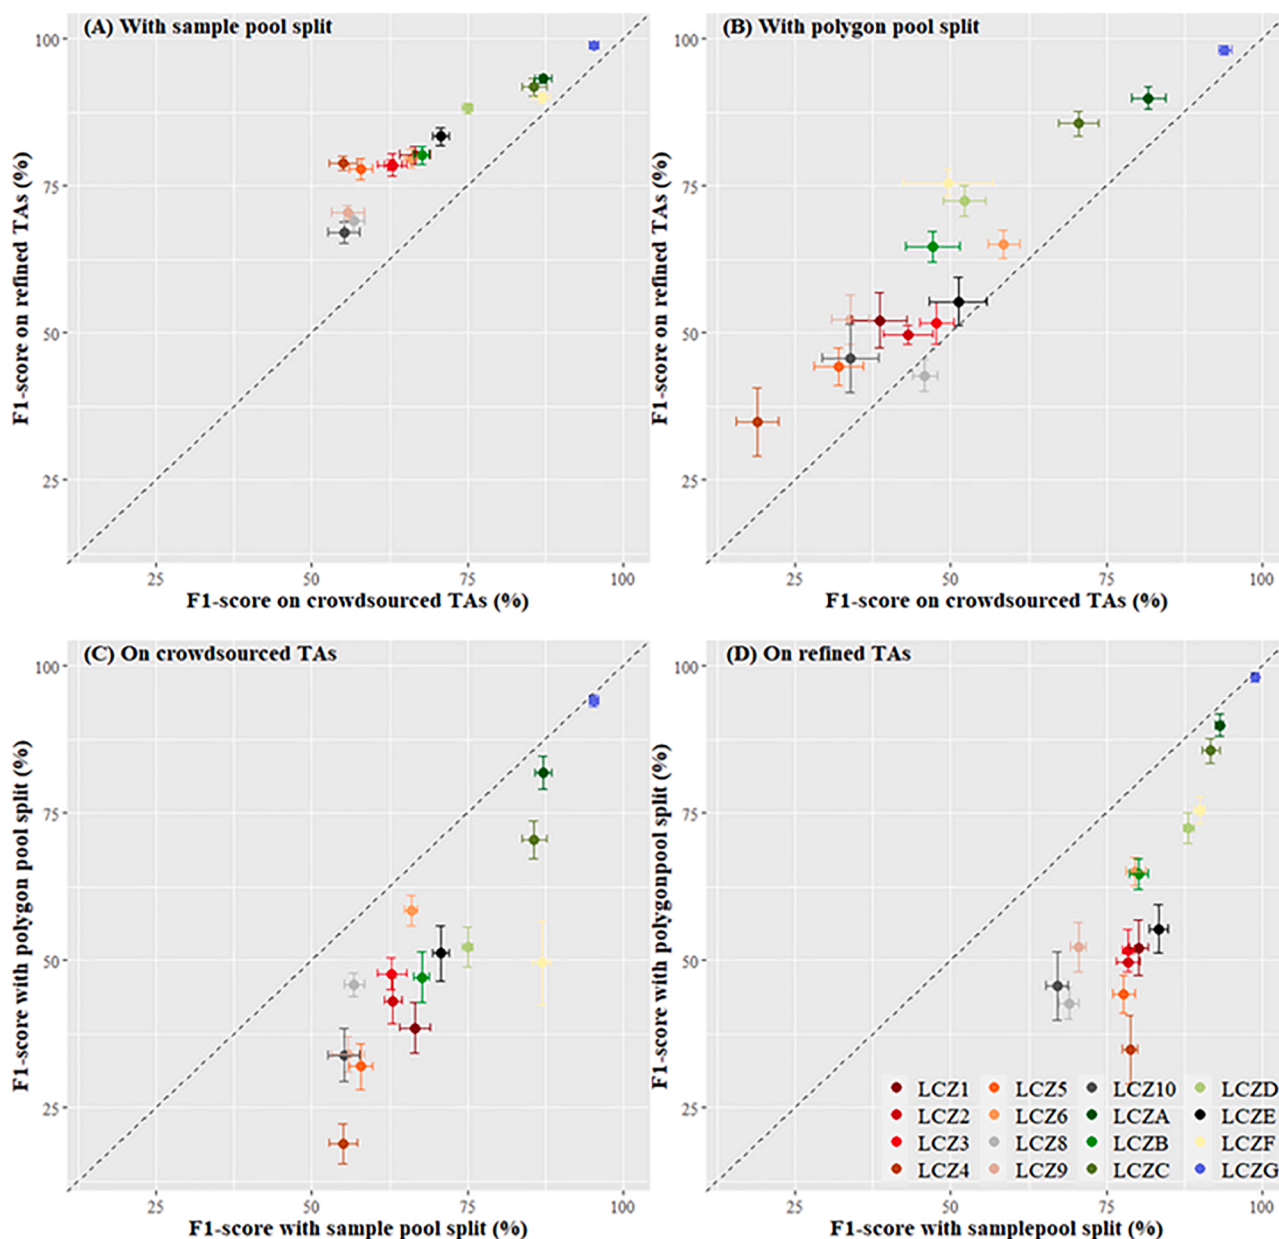 (A) With sample pool split
100
75
50
25
F1-score on refined TAs (%)
25 50 75 100
F1-score on crowdsourced TAs (%)
(B) With polygon pool split
100
75
50
25
F1-score on refined TAs (%)
25 50 75 100
F1-score on crowdsourced TAs (%)
(C) On crowdsourced TAs
100
75
50
25
F1-score with polygon pool split (%)
25 50 75 100
F1-score with sample pool split (%)
(D) On refined TAs
100
75
50
25
F1-score with polygonpool split (%)
LCZ1 LCZ5 LCZ10 LCZD
LCZ2 LCZ6 LCZA LCZE
LCZ3 LCZ8 LCZB LCZF
LCZ4 LCZ9 LCZC LCZG
25 50 75 100
F1-score with samplepool split (%)